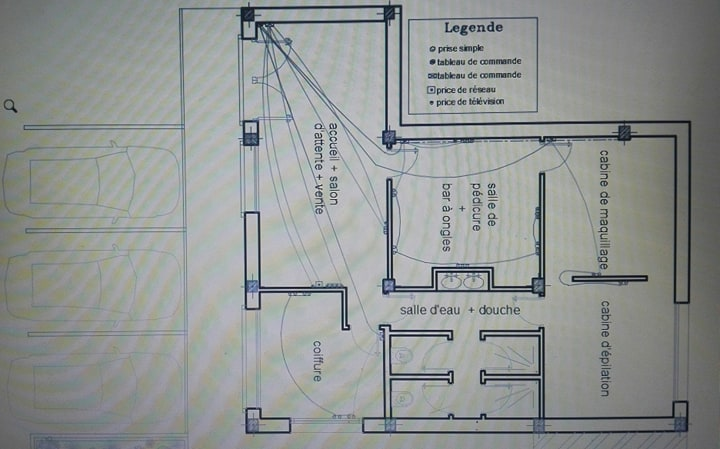 Legende
prise simple
tableau de commande
tableau de commande
price de réseau
price de télévision
accueil + salon
d'attente + vente
salle de
pédicure
+
bar à ongles
cabine de maquillage
salle d'eau + douche
coiffure
cabine d'épilation